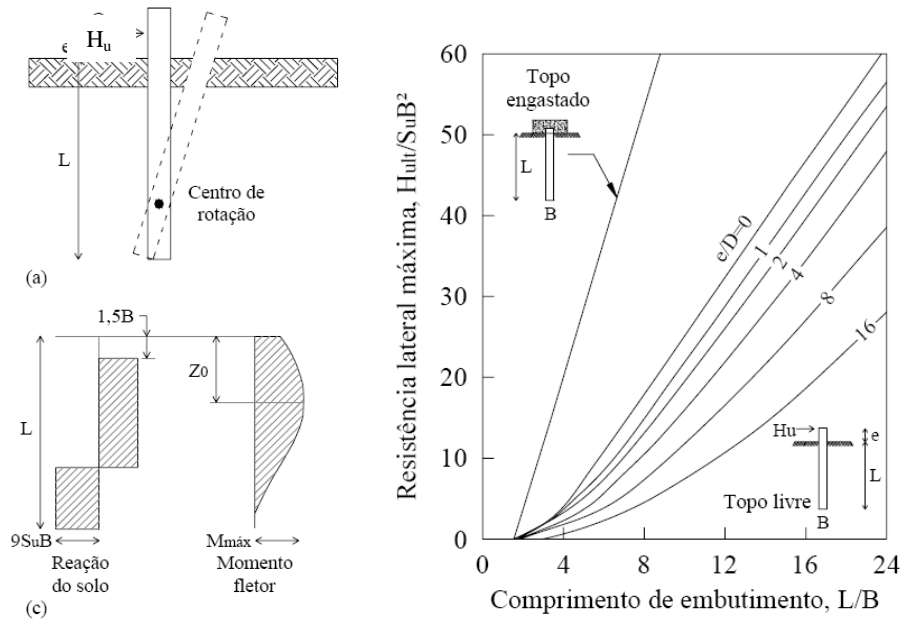 (a)
e
Hu
L
Centro de
rotação
1,5B
L
Z0
9SuB
Reação
do solo
Mmáx
Momento
fletor
(c)
Resistência lateral máxima, Hult/SuB²
60
50
40
30
20
10
0
0
4
8
12
16
20
24
Comprimento de embutimento, L/B
Topo
engastado
L
B
e/D=0
1
2
4
8
16
Hu
e
L
Topo livre
B